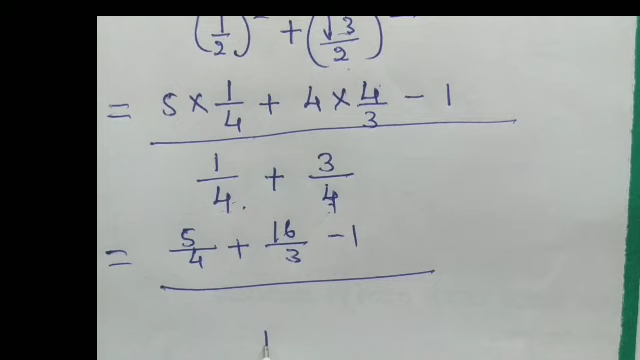 (1/2)² + (√3/2)²
= (5 × 1/4 + 4 × 4/3 - 1) / (1/4 + 3/4)
= (5/4 + 16/3 - 1) / 1